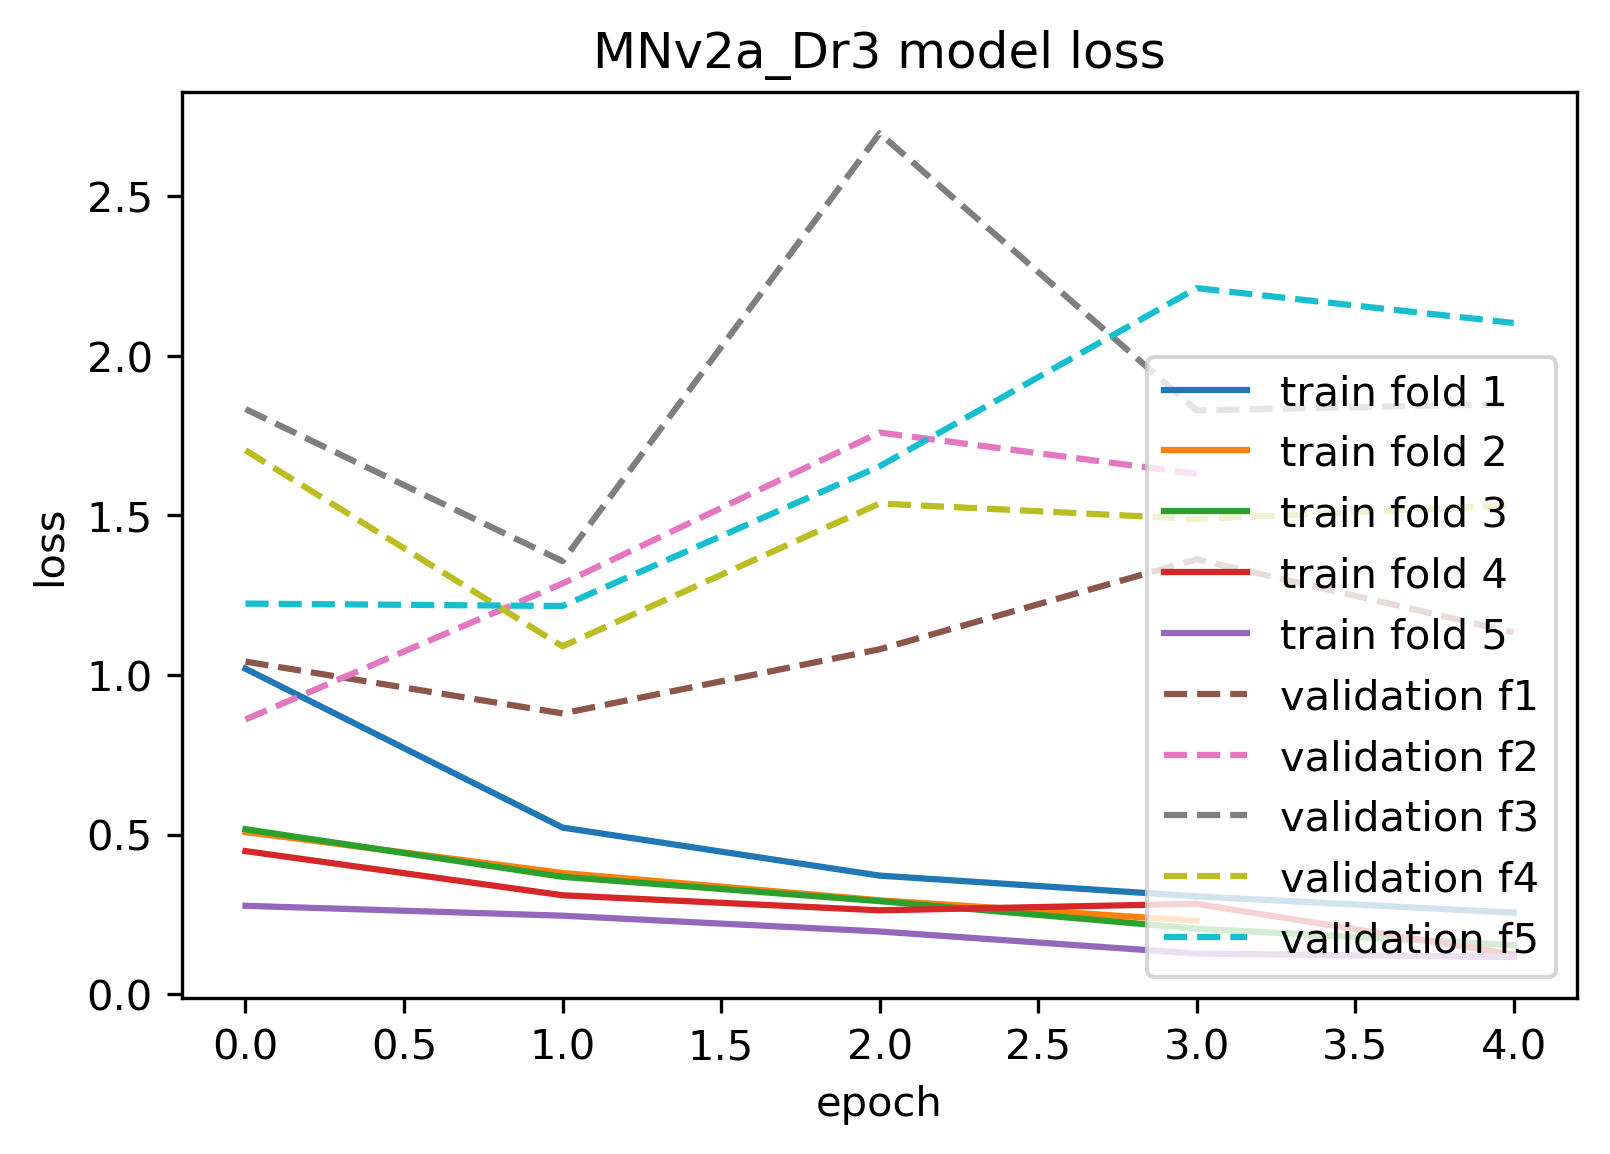 MNv2a_Dr3 model loss
loss
2.5
2.0
1.5
1.0
0.5
0.0
train fold 1
train fold 2
train fold 3
train fold 4
train fold 5
validation f1
validation f2
validation f3
validation f4
validation f5
0.0 0.5 1.0 1.5 2.0 2.5 3.0 3.5 4.0
epoch